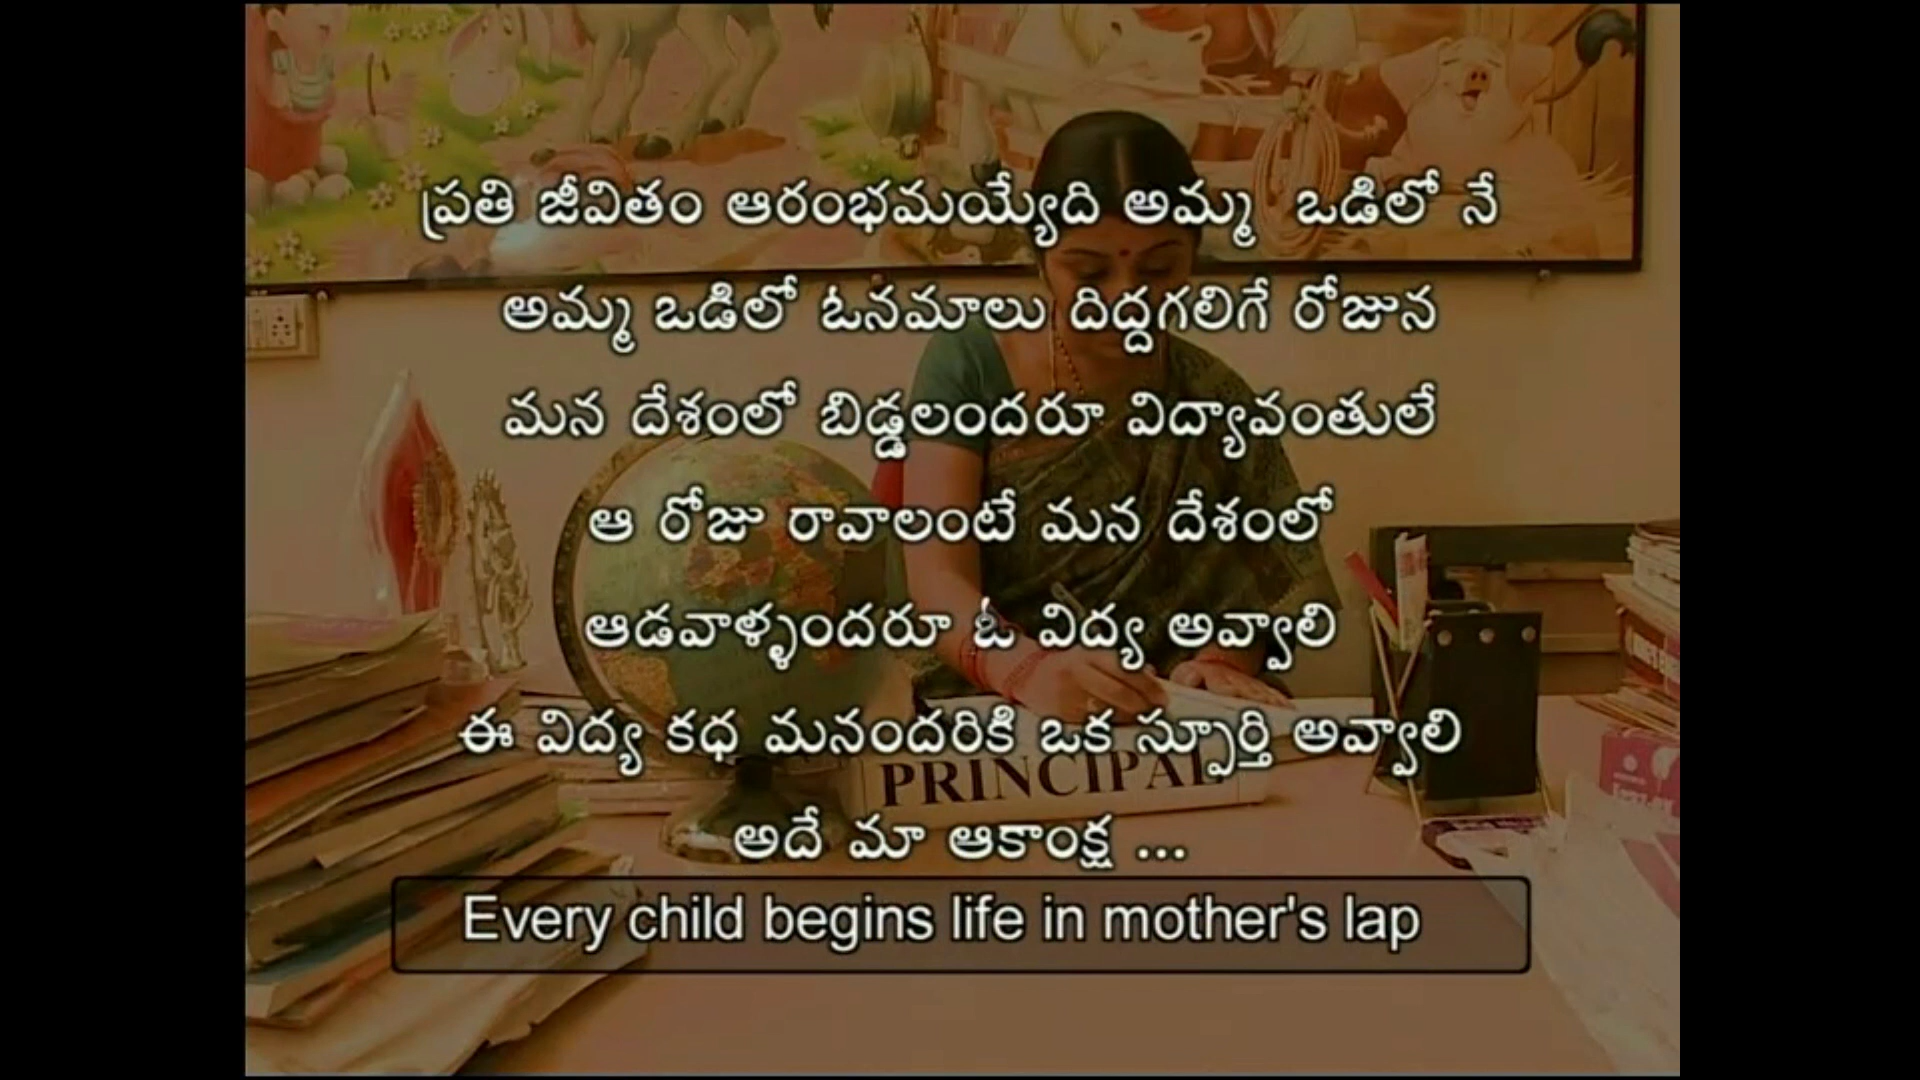 ప్రతి జీవితం ఆరంభమయ్యేది అమ్మ ఒడిలో నే
అమ్మ ఒడిలో ఓనమాలు దిద్దగలిగే రోజున
మన దేశంలో బిడ్డలందరూ విద్యావంతులే
ఆ రోజు రావాలంటే మన దేశంలో
ఆడవాళ్ళందరూ ఓ విద్య అవ్వాలి
ఈ విద్య కధ మనందరికి ఒక స్ఫూర్తి అవ్వాలి
PRINCIPAL
అదే మా ఆకాంక్ష ...
Every child begins life in mother's lap